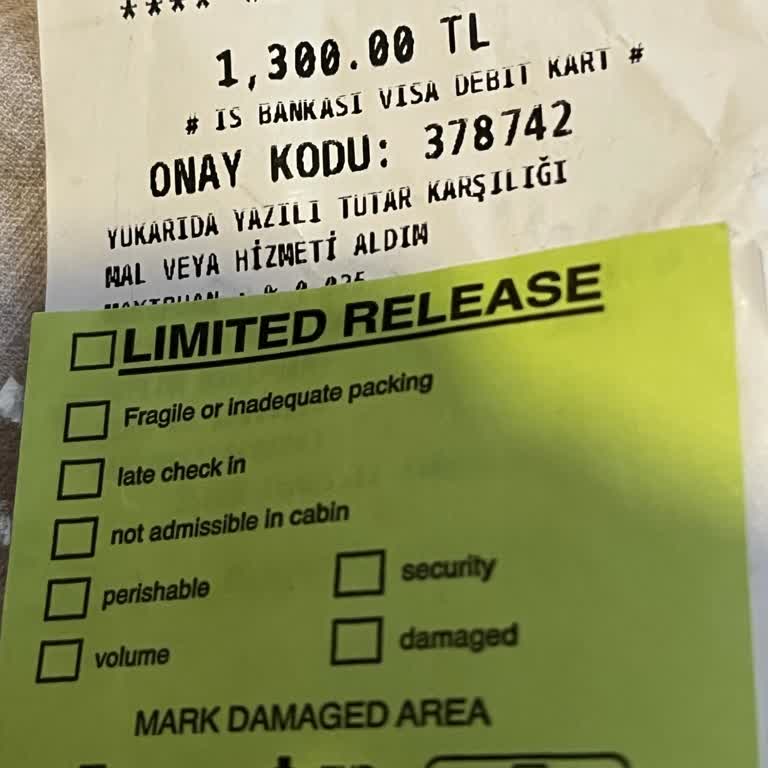 ****
1,300.00 TL
# IS BANKASI VISA DEBIT KART #
ONAY KODU: 378742
YUKARIDA YAZILI TUTAR KARŞILIĞI
MAL VEYA HİZMETİ ALDIM
LIMITED RELEASE
Fragile or inadequate packing
late check in
not admissible in cabin
perishable
security
volume
damaged
MARK DAMAGED AREA